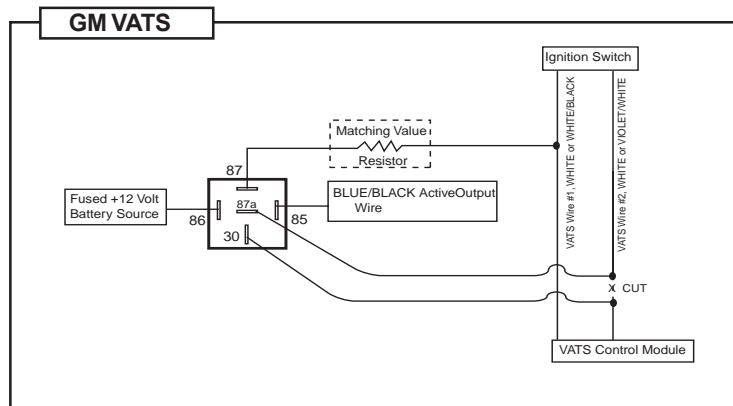 GM VATS
Ignition Switch
Matching Value
Resistor
VATS Wire #1, WHITE or WHITE/BLACK
VATS Wire #2, WHITE or VIOLET/WHITE
87
Fused +12 Volt
Battery Source
86
87a
85
30
BLUE/BLACK ActiveOutput
Wire
X CUT
VATS Control Module